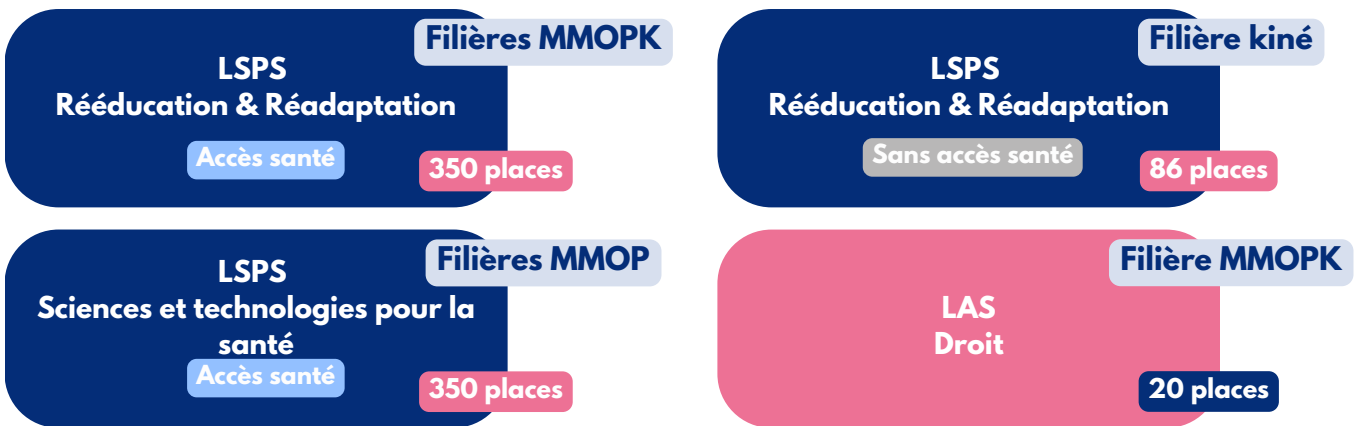 Filières MMOPK
LSPS
Rééducation & Réadaptation
Accès santé
350 places
Filière kiné
LSPS
Rééducation & Réadaptation
Sans accès santé
86 places
Filières MMOP
LSPS
Sciences et technologies pour la
santé
Accès santé
350 places
Filière MMOPK
LAS
Droit
20 places